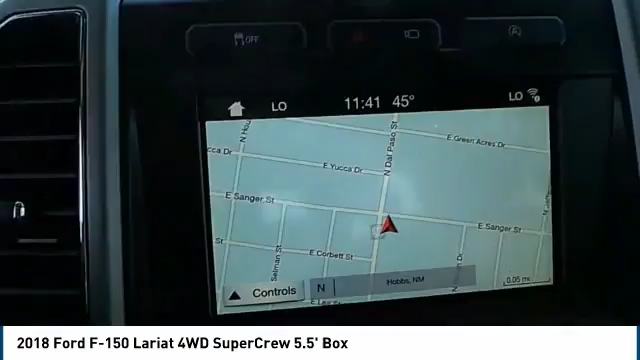 OFF
LO 11:41 45° LO
N Hou
N Dal Paso St
E Green Acres Dr
cca Dr
E Yucca Dr
E Sanger St
E Sanger St
St
E Corbett St
Selman St
Controls
N
Hobbs, NM
0.05 mi
2018 Ford F-150 Lariat 4WD SuperCrew 5.5' Box